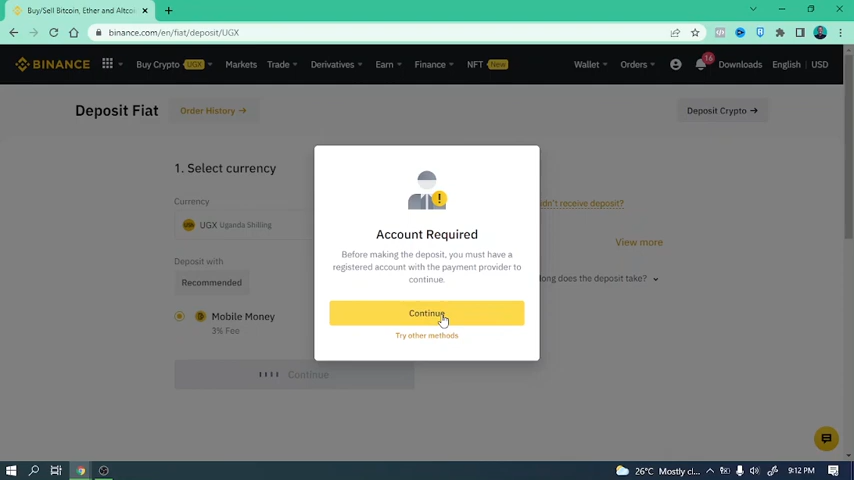 Buy/Sell Bitcoin, Ether and Altcoi
binance.com/en/fiat/deposit/UGX
BINANCE
Buy Crypto
UGX
Markets
Trade
Derivatives
Earn
Finance
NFT
New
Wallet
Orders
16
Downloads
English
USD
Deposit Fiat
Order History →
Deposit Crypto →
1. Select currency
Currency
UGX Uganda Shilling
Deposit with
Recommended
Mobile Money
3% Fee
Continue
Account Required
Before making the deposit, you must have a
registered account with the payment provider to
continue.
Continue
Try other methods
dn't receive deposit?
View more
long does the deposit take?
26°C Mostly cl...
9:12 PM